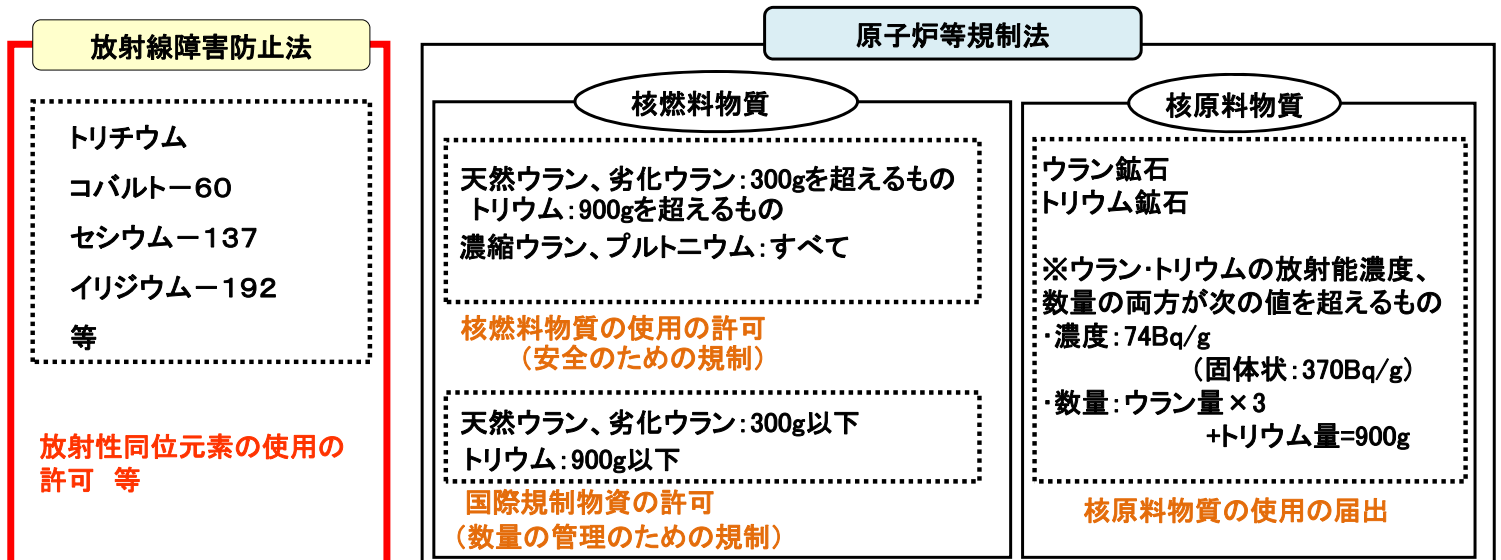 放射線障害防止法
トリチウム
コバルト－60
セシウム－137
イリジウム－192
等
放射性同位元素の使用の
許可　等
原子炉等規制法
核燃料物質
天然ウラン、劣化ウラン：300gを超えるもの
トリウム：900gを超えるもの
濃縮ウラン、プルトニウム：すべて
核燃料物質の使用の許可
（安全のための規制）
天然ウラン、劣化ウラン：300g以下
トリウム：900g以下
国際規制物資の許可
（数量の管理のための規制）
核原料物質
ウラン鉱石
トリウム鉱石
※ウラン・トリウムの放射能濃度、
数量の両方が次の値を超えるもの
・濃度：74Bq/g
（固体状：370Bq/g）
・数量：ウラン量×3
+トリウム量=900g
核原料物質の使用の届出